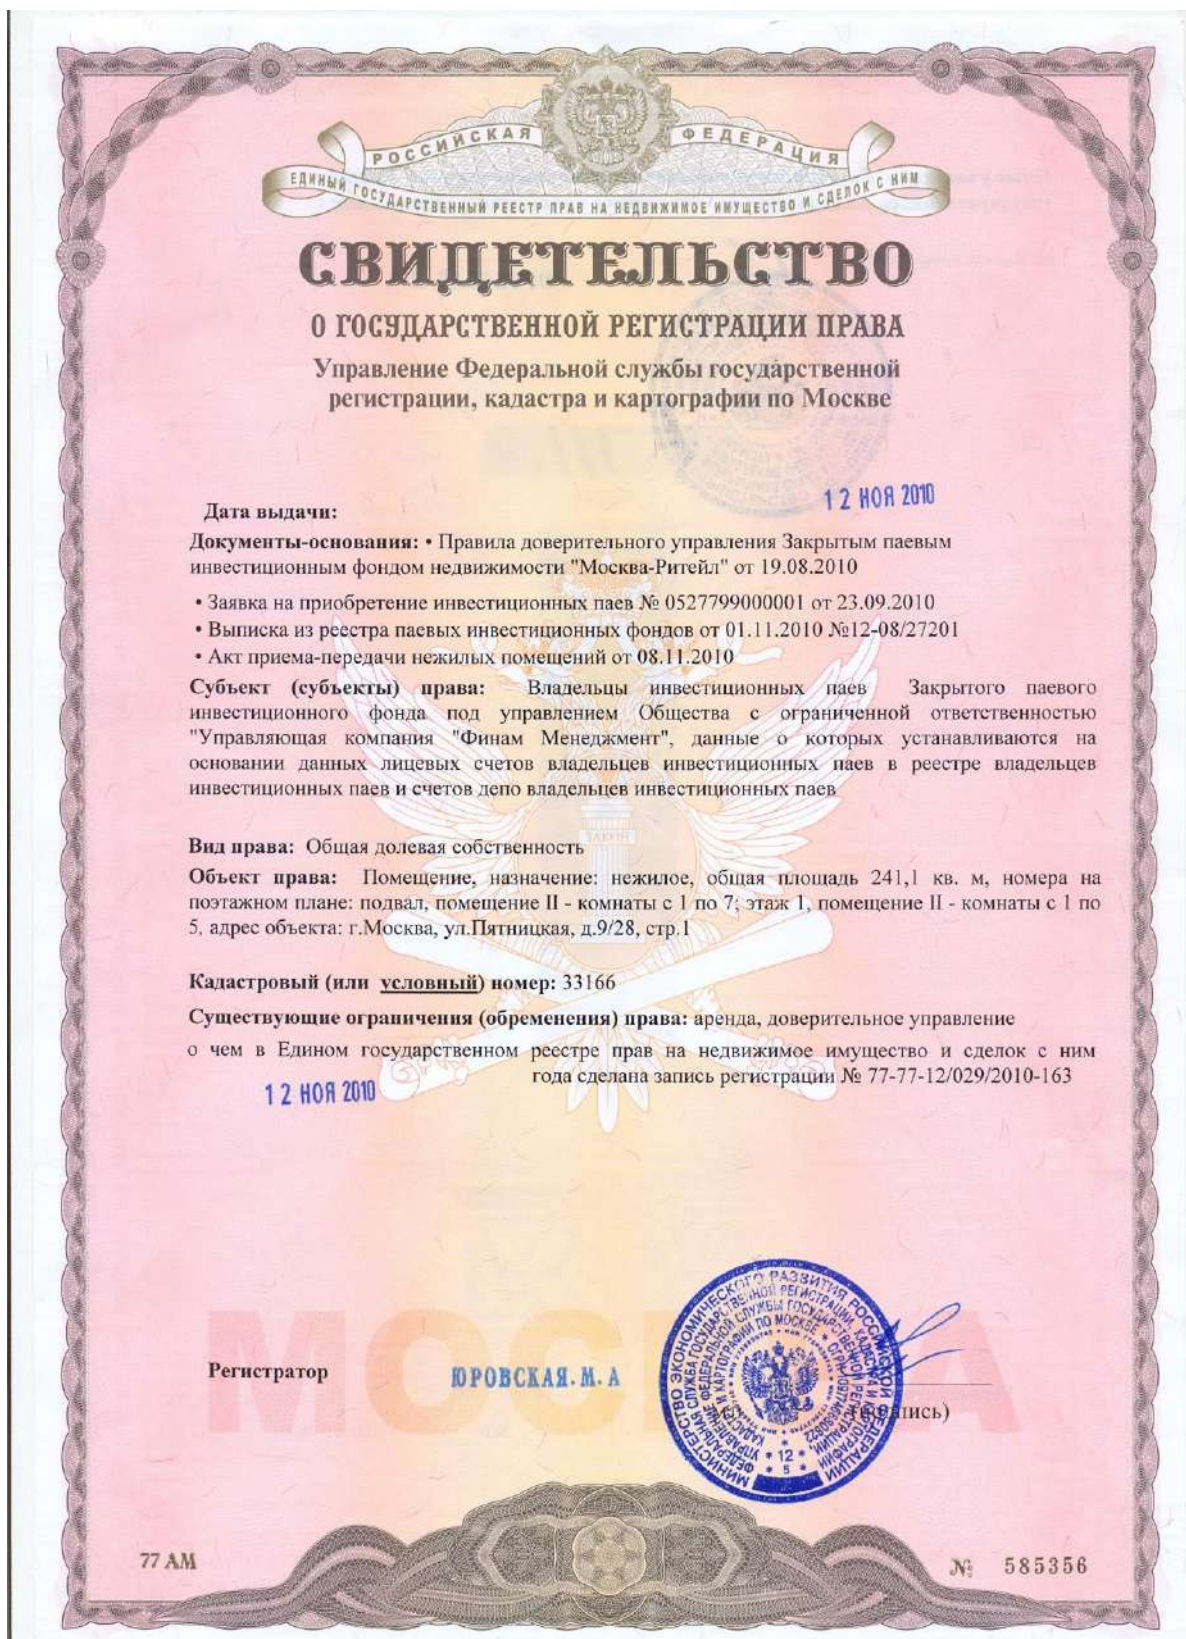 РОССИЙСКАЯ ФЕДЕРАЦИЯ
ЕДИНЫЙ ГОСУДАРСТВЕННЫЙ РЕЕСТР ПРАВ НА НЕДВИЖИМОЕ ИМУЩЕСТВО И СДЕЛОК С НИМ
СВИДЕТЕЛЬСТВО
О ГОСУДАРСТВЕННОЙ РЕГИСТРАЦИИ ПРАВА
Управление Федеральной службы государственной
регистрации, кадастра и картографии по Москве
12 НОЯ 2010
Дата выдачи:
Документы-основания: • Правила доверительного управления Закрытым паевым
инвестиционным фондом недвижимости "Москва-Ритейл" от 19.08.2010
• Заявка на приобретение инвестиционных паев № 0527799000001 от 23.09.2010
• Выписка из реестра паевых инвестиционных фондов от 01.11.2010 №12-08/27201
• Акт приема-передачи нежилых помещений от 08.11.2010
Субъект (субъекты) права: Владельцы инвестиционных паев Закрытого паевого
инвестиционного фонда под управлением Общества с ограниченной ответственностью
"Управляющая компания "Финам Менеджмент", данные о которых устанавливаются на
основании данных лицевых счетов владельцев инвестиционных паев в реестре владельцев
инвестиционных паев и счетов депо владельцев инвестиционных паев
ЗАКОН
Вид права: Общая долевая собственность
Объект права: Помещение, назначение: нежилое, общая площадь 241,1 кв. м, номера на
поэтажном плане: подвал, помещение II - комнаты с 1 по 7; этаж 1, помещение II - комнаты с 1 по
5, адрес объекта: г.Москва, ул.Пятницкая, д.9/28, стр.1
Кадастровый (или условный) номер: 33166
Существующие ограничения (обременения) права: аренда, доверительное управление
о чем в Едином государственном реестре прав на недвижимое имущество и сделок с ним
12 НОЯ 2010 года сделана запись регистрации № 77-77-12/029/2010-163
МОСКВА
Регистратор ЮРОВСКАЯ. М. А
МИНИСТЕРСТВО ЭКОНОМИЧЕСКОГО РАЗВИТИЯ РОССИЙСКОЙ ФЕДЕРАЦИИ
12
5
77 АМ № 585356